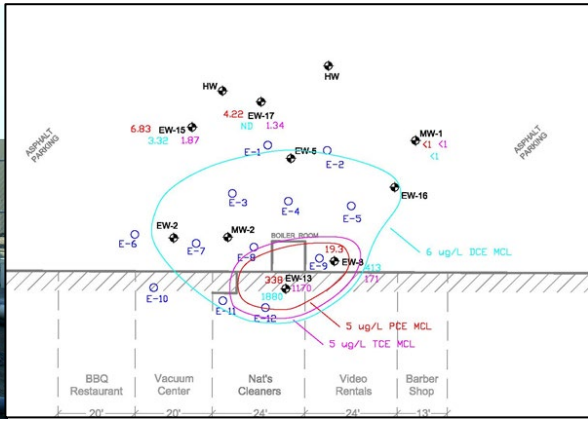 HW
HW
4.22 EW-17
ND 1.34
6.83 EW-15
3.32 1.87
MW-1
<1 <1
<1
ASPHALT
PARKING
ASPHALT
PARKING
E-1
EW-5
E-2
EW-16
E-3
E-4
E-5
E-6
EW-2
E-7
MW-2
E-8
BOILER ROOM
19.3
E-9
EW-8
413
171
6 ug/L DCE MCL
338 EW-13
1170
1880
E-10
E-11
E-12
5 ug/L PCE MCL
5 ug/L TCE MCL
BBQ
Restaurant
Vacuum
Center
Nat's
Cleaners
Video
Rentals
Barber
Shop
20'
20'
24'
24'
13'